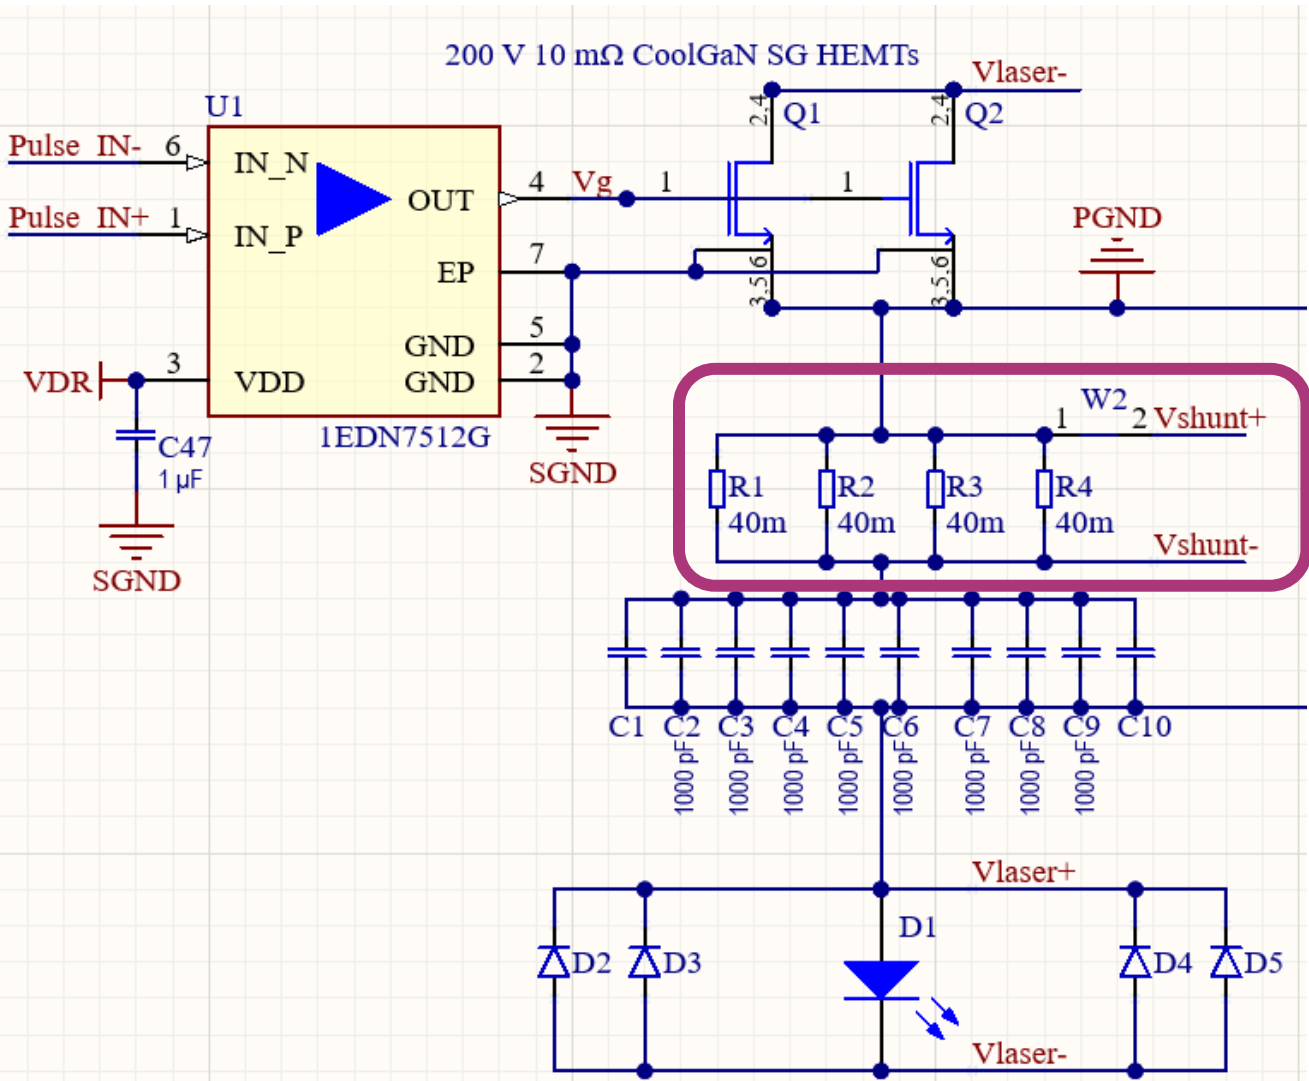 200 V 10 mΩ CoolGaN SG HEMTs
Vlaser-
U1
2,4
Q1
2,4
Q2
Pulse IN-
6
IN_N
OUT
4
Vg
1
1
Pulse IN+
1
IN_P
PGND
EP
7
3,5,6
3,5,6
GND
5
GND
2
VDR
3
VDD
C47
1 µF
1EDN7512G
SGND
SGND
W2
1
2
Vshunt+
R1
40m
R2
40m
R3
40m
R4
40m
Vshunt-
C1
C2
C3
C4
C5
C6
C7
C8
C9
C10
1000 pF
1000 pF
1000 pF
1000 pF
1000 pF
1000 pF
1000 pF
1000 pF
Vlaser+
D1
D2
D3
D4
D5
Vlaser-